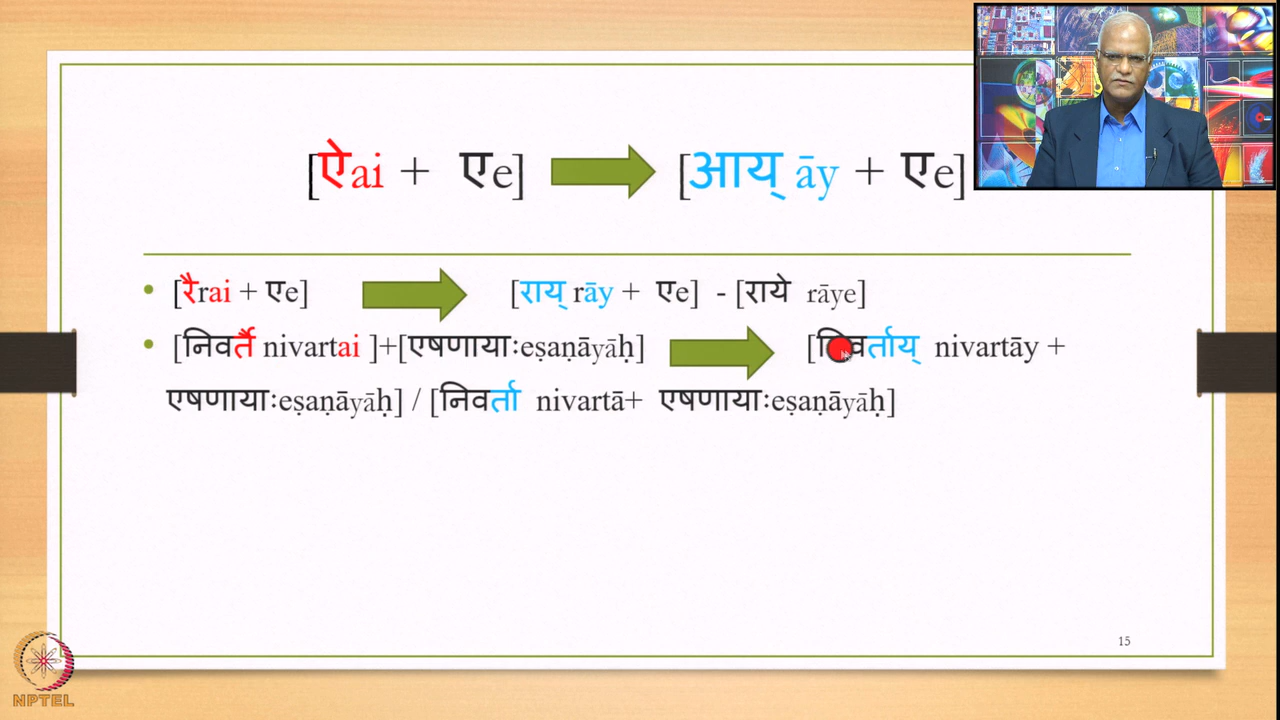 [ऐai + एe] [आय् āy + एe]
[रैrai + एe] [राय् rāy + एe] - [राये rāye]
[निवर्तै nivartai ]+[एषणायाःeṣaṇāyāḥ] [निवर्ताय् nivartāy +
एषणायाःeṣaṇāyāḥ] / [निवर्ता nivartā+ एषणायाःeṣaṇāyāḥ]
15
NPTEL